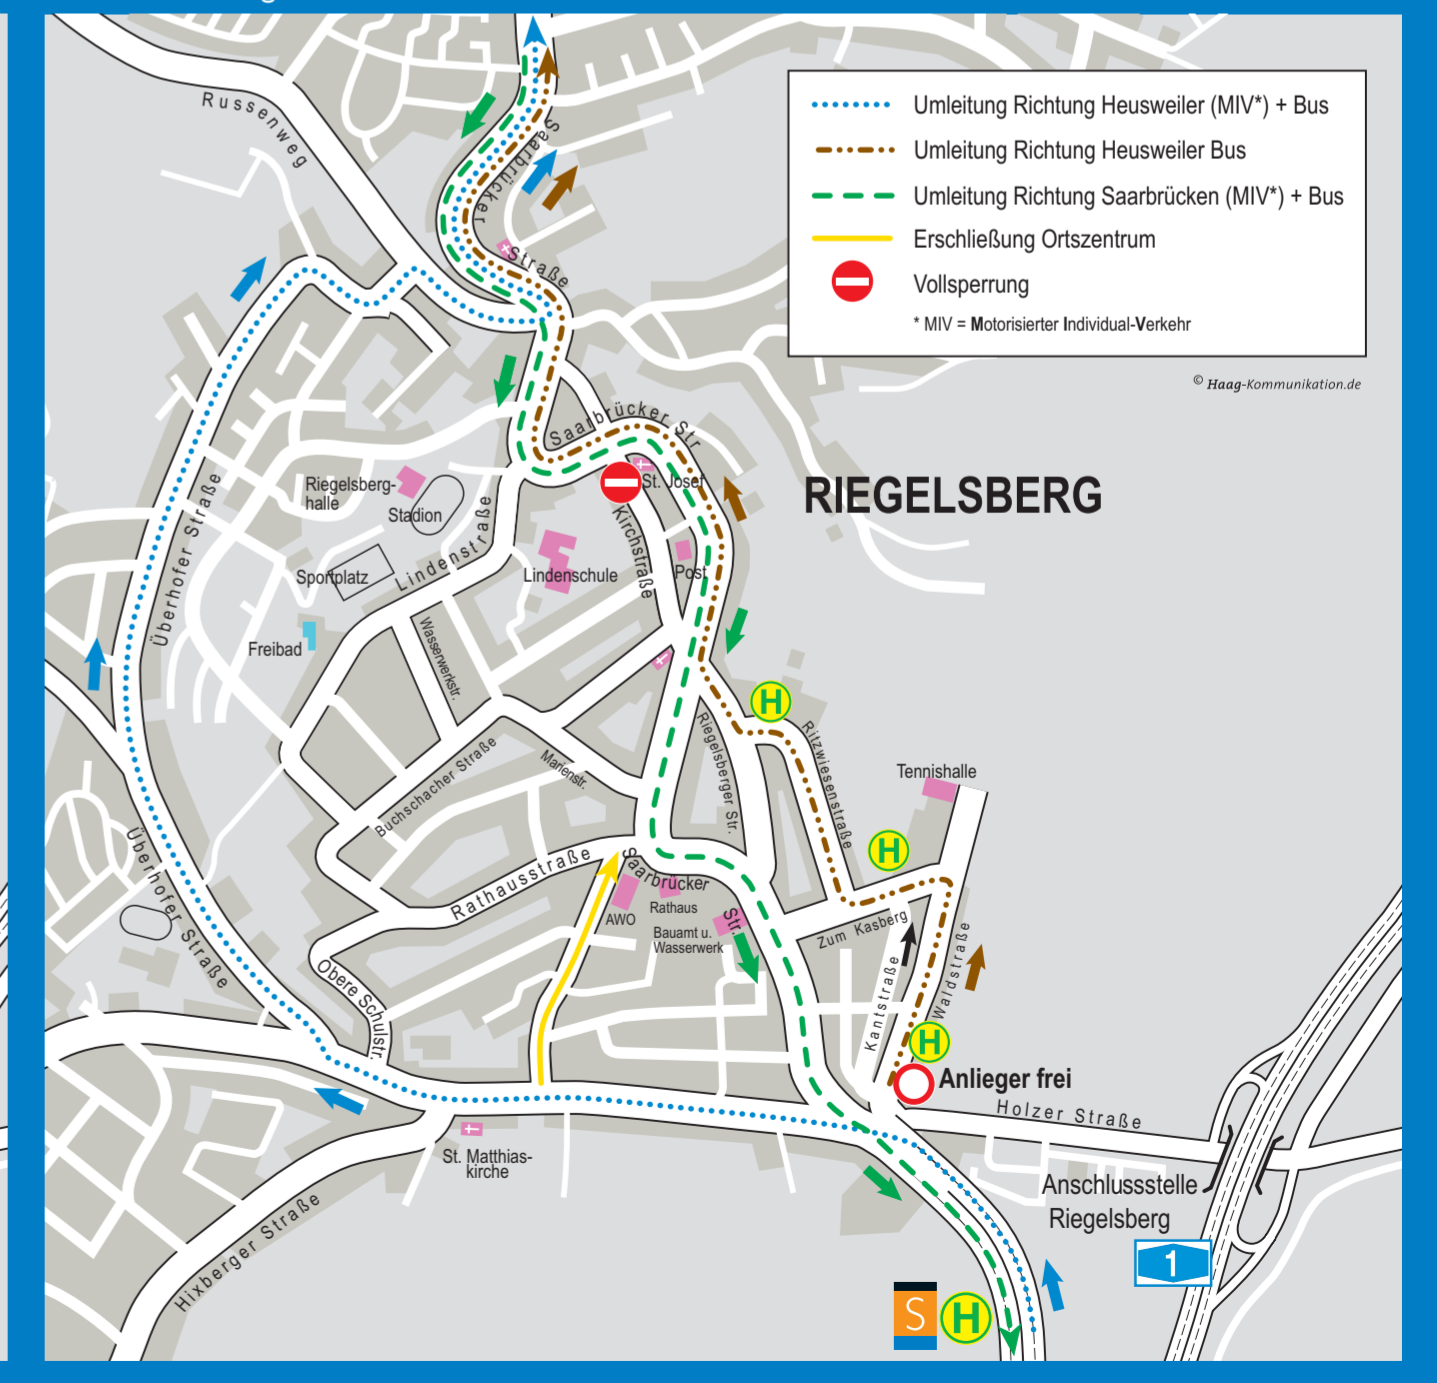 Umleitung Richtung Heusweiler (MIV*) + Bus
Umleitung Richtung Heusweiler Bus
Umleitung Richtung Saarbrücken (MIV*) + Bus
Erschließung Ortszentrum
Vollsperrung
* MIV = Motorisierter Individual-Verkehr
© Haag-Kommunikation.de
Russenweg
Saarbrücker
Straße
Saarbrücker Str.
St. Josef
RIEGELSBERG
Riegelsberg-
halle
Stadion
Überhofer Straße
Sportplatz
Lindenstraße
Lindenschule
Kirchstraße
Post
Freibad
Wasserwerkstr.
H
Riegelsberger Str.
Ritzwiesenstraße
Buchschacher Straße
Marienstr.
Tennishalle
H
Überhofer Straße
Rathausstraße
Saarbrücker
Str.
AWO
Rathaus
Bauamt u.
Wasserwerk
Zum Kasberg
Kantstraße
Waldstraße
Obere Schulstr.
H
Anlieger frei
Holzer Straße
St. Matthias-
kirche
Hixberger Straße
Anschlussstelle
Riegelsberg
1
S
H